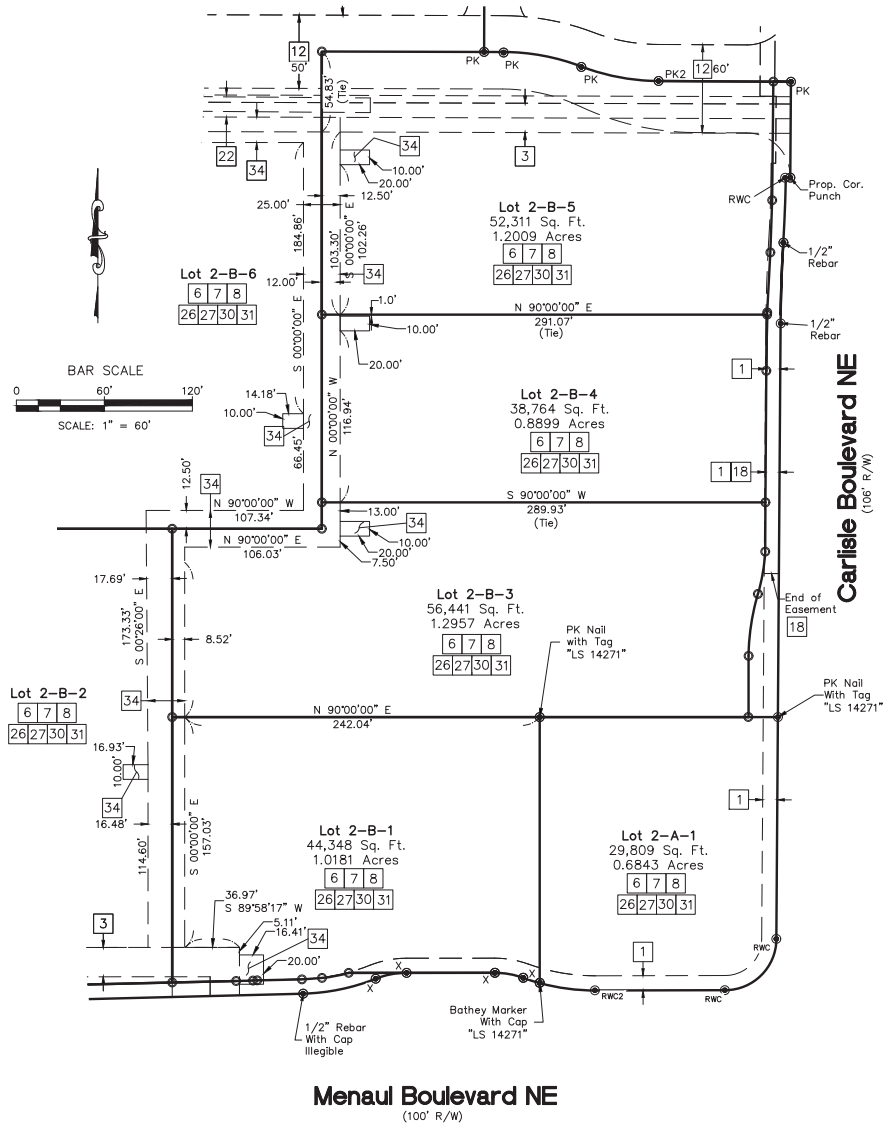 12
50'
PK
PK
PK2
12
60'
PK
54.83'
(Tie)
22
34
34
10.00'
20.00'
3
RWC
Prop. Cor.
Punch
12.50'
25.00'
184.86'
103.30'
S 00°00'00" E
102.26'
Lot 2-B-5
52,311 Sq. Ft.
1.2009 Acres
6 7 8
26 27 30 31
1/2"
Rebar
Lot 2-B-6
6 7 8
26 27 30 31
34
12.00'
S 00°00'00" E
1.0'
10.00'
20.00'
N 90°00'00" E
291.07'
(Tie)
1/2"
Rebar
BAR SCALE
0 60' 120'
SCALE: 1" = 60'
1
14.18'
10.00'
34
66.45'
N 00°00'00" W
116.94'
Lot 2-B-4
38,764 Sq. Ft.
0.8899 Acres
6 7 8
26 27 30 31
Carlisle Boulevard NE
(106' R/W)
1 18
12.50'
34
N 90°00'00" W
107.34'
13.00'
S 90°00'00" W
289.93'
(Tie)
34
10.00'
20.00'
7.50'
N 90°00'00" E
106.03'
17.69'
173.33'
S 00°26'00" E
8.52'
End of
Easement
18
Lot 2-B-3
56,441 Sq. Ft.
1.2957 Acres
6 7 8
26 27 30 31
PK Nail
with Tag
"LS 14271"
PK Nail
With Tag
"LS 14271"
Lot 2-B-2
6 7 8
26 27 30 31
34
N 90°00'00" E
242.04'
16.93'
10.00'
34
16.48'
114.60'
S 00°00'00" E
157.03'
1
Lot 2-B-1
44,348 Sq. Ft.
1.0181 Acres
6 7 8
26 27 30 31
Lot 2-A-1
29,809 Sq. Ft.
0.6843 Acres
6 7 8
26 27 30 31
36.97'
S 89°58'17" W
5.11'
16.41'
34
20.00'
3
1
RWC
X
X
X
X
RWC2
RWC
1/2" Rebar
With Cap
Illegible
Bathey Marker
With Cap
"LS 14271"
Menaul Boulevard NE
(100' R/W)